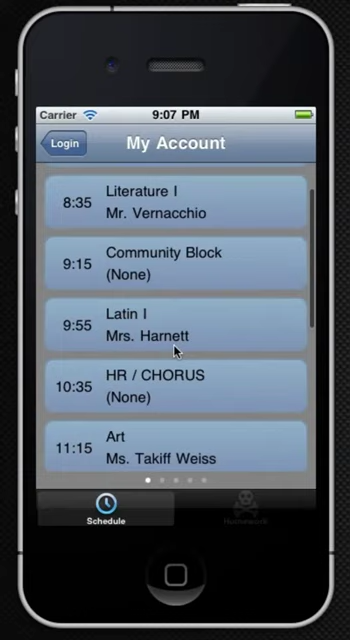 Carrier 9:07 PM
Login My Account
8:35 Literature I
Mr. Vernacchio
9:15 Community Block
(None)
9:55 Latin I
Mrs. Harnett
10:35 HR / CHORUS
(None)
11:15 Art
Ms. Takiff Weiss
Schedule